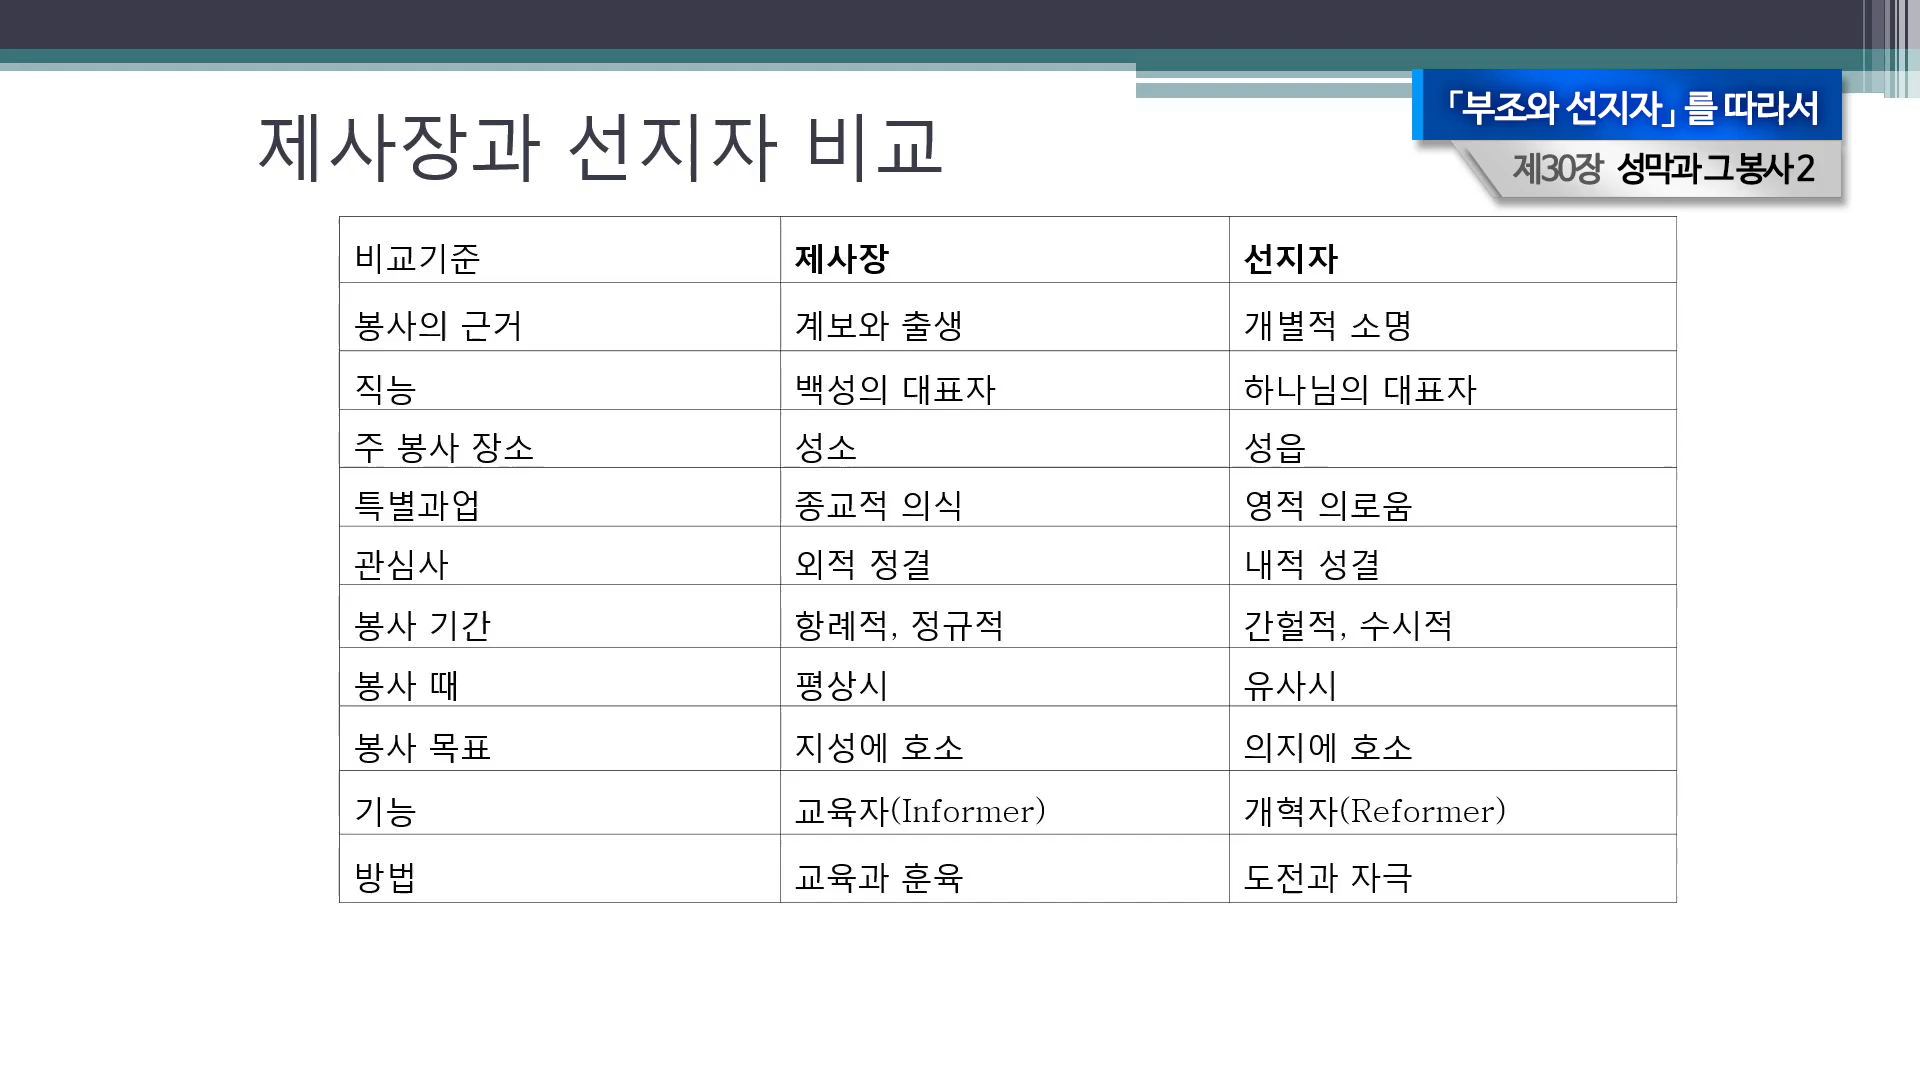 「부조와 선지자」를 따라서
제30장 성막과 그 봉사 2
제사장과 선지자 비교
비교기준 제사장 선지자
봉사의 근거 계보와 출생 개별적 소명
직능 백성의 대표자 하나님의 대표자
주 봉사 장소 성소 성읍
특별과업 종교적 의식 영적 의로움
관심사 외적 정결 내적 성결
봉사 기간 항례적, 정규적 간헐적, 수시적
봉사 때 평상시 유사시
봉사 목표 지성에 호소 의지에 호소
기능 교육자(Informer) 개혁자(Reformer)
방법 교육과 훈육 도전과 자극